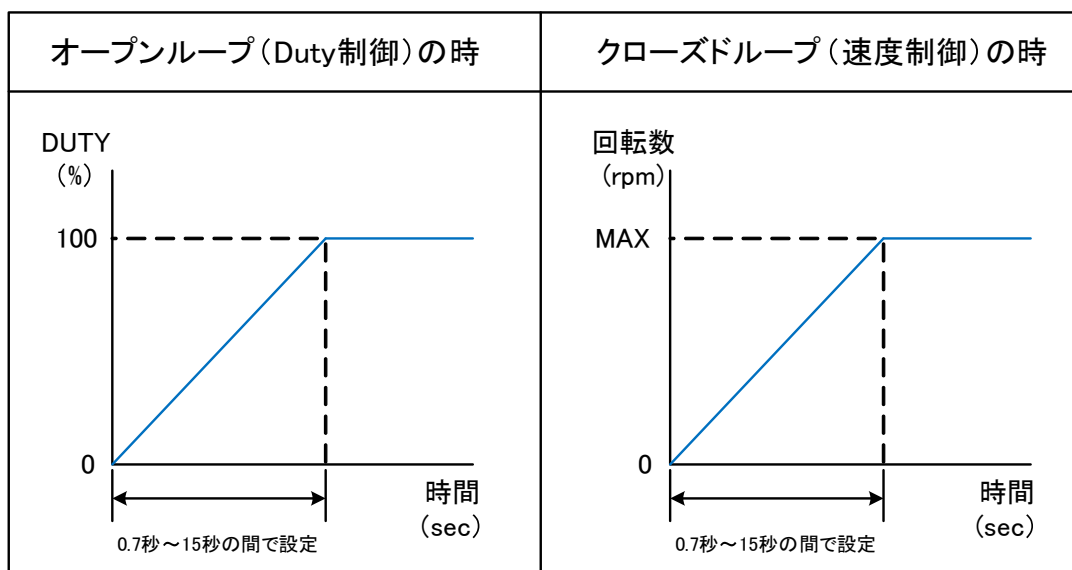 オープンループ（Duty制御）の時
クローズドループ（速度制御）の時
DUTY
(%)
100
0
時間
(sec)
0.7秒～15秒の間で設定
回転数
(rpm)
MAX
0
時間
(sec)
0.7秒～15秒の間で設定